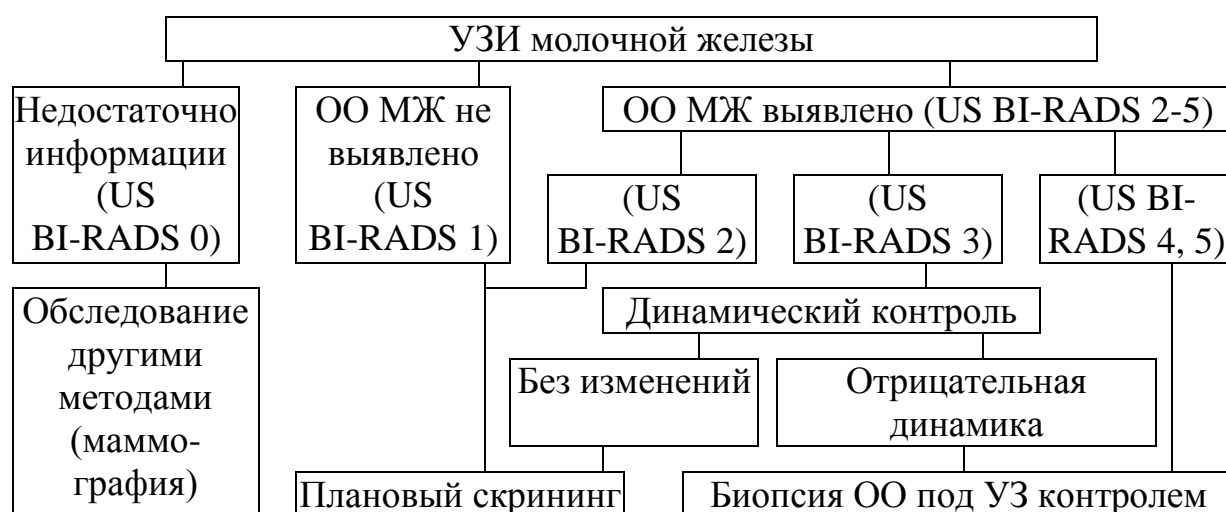 УЗИ молочной железы
Недостаточно
информации
(US
BI-RADS 0)
ОО МЖ не
выявлено
(US
BI-RADS 1)
ОО МЖ выявлено (US BI-RADS 2-5)
(US
BI-RADS 2)
(US
BI-RADS 3)
(US BI-
RADS 4, 5)
Обследование
другими
методами
(маммо-
графия)
Динамический контроль
Без изменений
Отрицательная
динамика
Плановый скрининг
Биопсия ОО под УЗ контролем